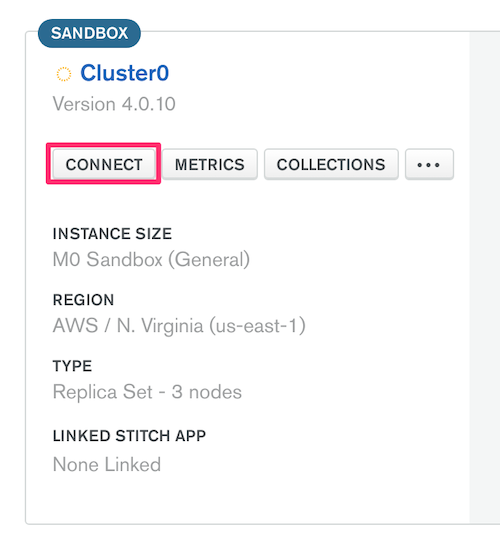 SANDBOX
Cluster0
Version 4.0.10
CONNECT METRICS COLLECTIONS •••
INSTANCE SIZE
M0 Sandbox (General)
REGION
AWS / N. Virginia (us-east-1)
TYPE
Replica Set - 3 nodes
LINKED STITCH APP
None Linked